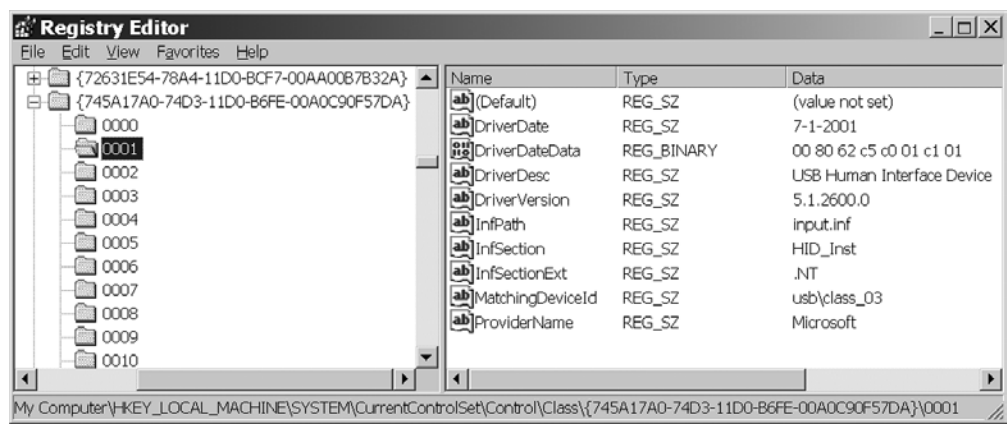 Registry Editor
File Edit View Favorites Help
{72631E54-78A4-11D0-BCF7-00AA00B7B32A}
{745A17A0-74D3-11D0-B6FE-00A0C90F57DA}
0000
0001
0002
0003
0004
0005
0006
0007
0008
0009
0010
Name Type Data
(Default) REG_SZ (value not set)
DriverDate REG_SZ 7-1-2001
DriverDateData REG_BINARY 00 80 62 c5 c0 01 c1 01
DriverDesc REG_SZ USB Human Interface Device
DriverVersion REG_SZ 5.1.2600.0
InfPath REG_SZ input.inf
InfSection REG_SZ HID_Inst
InfSectionExt REG_SZ .NT
MatchingDeviceId REG_SZ usb\class_03
ProviderName REG_SZ Microsoft
My Computer\HKEY_LOCAL_MACHINE\SYSTEM\CurrentControlSet\Control\Class\{745A17A0-74D3-11D0-B6FE-00A0C90F57DA}\0001